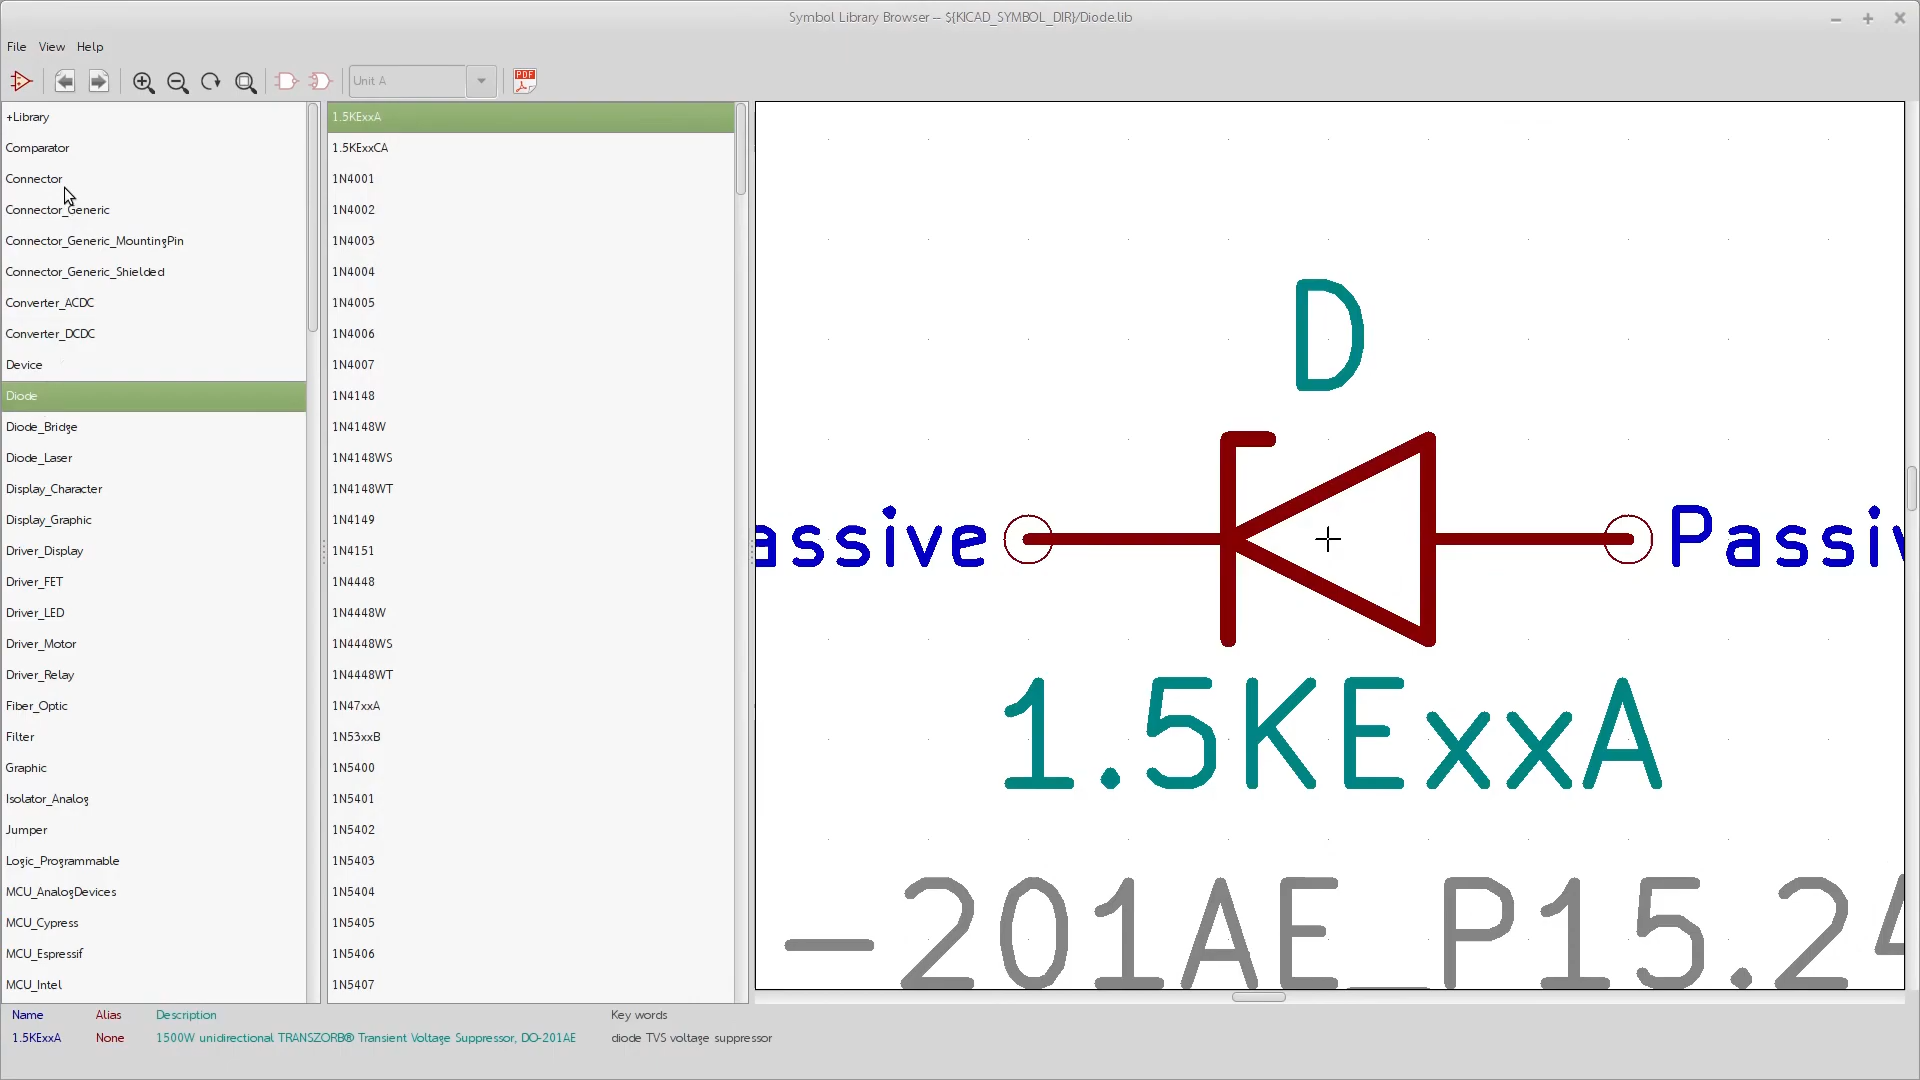 Symbol Library Browser -- ${KICAD_SYMBOL_DIR}/Diode.lib
File View Help
Unit A
PDF
+Library
Comparator
Connector
Connector_Generic
Connector_Generic_MountingPin
Connector_Generic_Shielded
Converter_ACDC
Converter_DCDC
Device
Diode
Diode_Bridge
Diode_Laser
Display_Character
Display_Graphic
Driver_Display
Driver_FET
Driver_LED
Driver_Motor
Driver_Relay
Fiber_Optic
Filter
Graphic
Isolator_Analog
Jumper
Logic_Programmable
MCU_AnalogDevices
MCU_Cypress
MCU_Espressif
MCU_Intel
1.5KExxA
1.5KExxCA
1N4001
1N4002
1N4003
1N4004
1N4005
1N4006
1N4007
1N4148
1N4148W
1N4148WS
1N4148WT
1N4149
1N4151
1N4448
1N4448W
1N4448WS
1N4448WT
1N47xxA
1N53xxB
1N5400
1N5401
1N5402
1N5403
1N5404
1N5405
1N5406
1N5407
D
assive Passiv
1.5KExxA
-201AE_P15.24
Name Alias Description Key words
1.5KExxA None 1500W unidirectional TRANSZORB® Transient Voltage Suppressor, DO-201AE diode TVS voltage suppressor